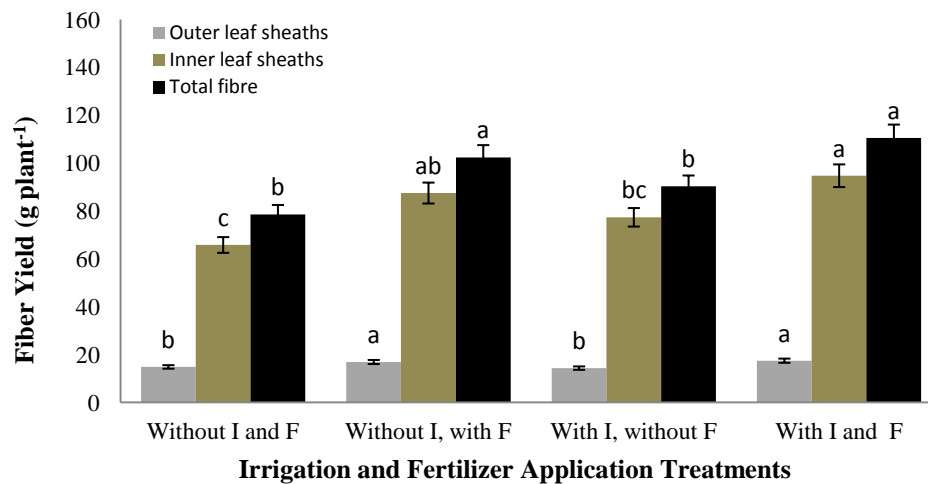 160
140
120
100
80
60
40
20
0
Fiber Yield (g plant-1)
Outer leaf sheaths
Inner leaf sheaths
Total fibre
b
c
b
a
ab
a
b
bc
b
a
a
a
Without I and F
Without I, with F
With I, without F
With I and F
Irrigation and Fertilizer Application Treatments